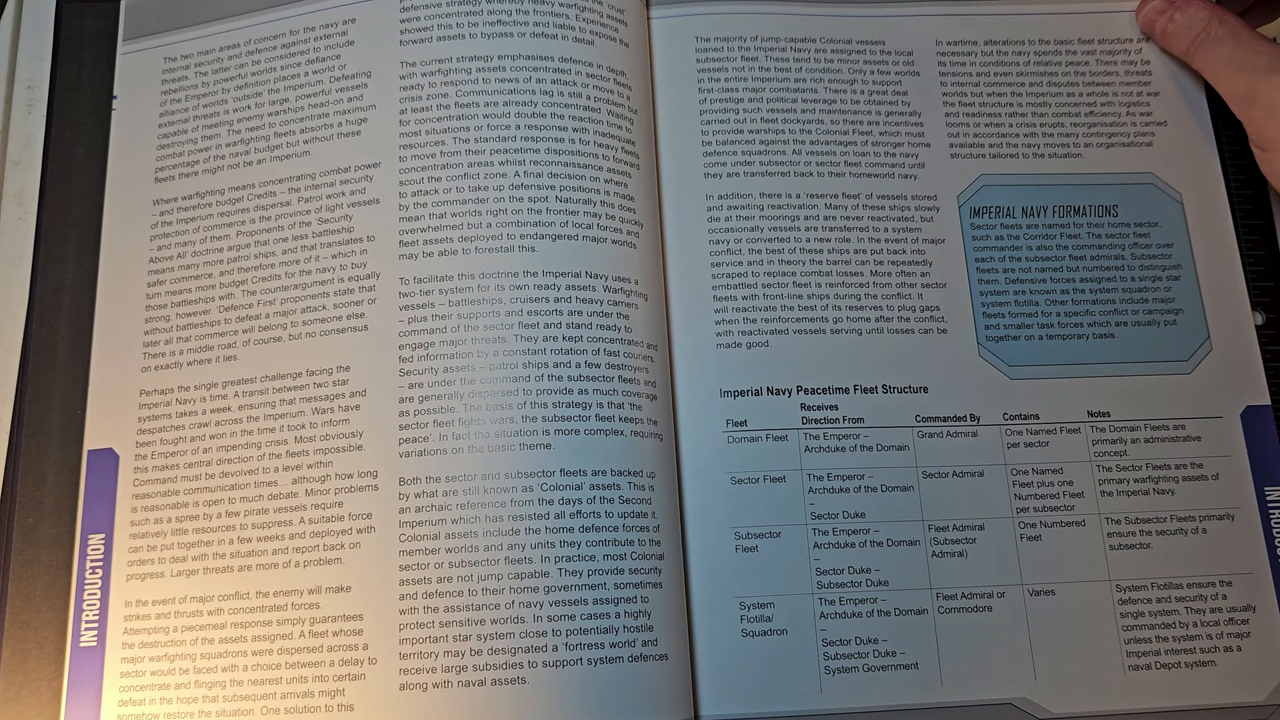 The two main areas of concern for the navy are
internal security and defence against external
threats. The latter can be considered to include
rebellions by powerful worlds since defiance
of the Emperor by definition places a world or
alliance of worlds 'outside' the Imperium. Defeating
external threats is work for large, powerful vessels
capable of meeting enemy warships head-on and
destroying them. The need to concentrate maximum
combat power in warfighting fleets absorbs a huge
percentage of the naval budget but without these
fleets there might not be an Imperium.
Where warfighting means concentrating combat power
– and therefore budget Credits – the internal security
of the Imperium requires dispersal. Patrol work and
protection of commerce is the province of light vessels
– and many of them. Proponents of the 'Security
Above All' doctrine argue that one less battleship
means many more patrol ships, and that translates to
safer commerce, and therefore more of it – which in
turn means more budget Credits for the navy to buy
those battleships with. The counterargument is equally
strong, however. 'Defence First' proponents state that
without battleships to defeat a major attack, sooner or
later all that commerce will belong to someone else.
There is a middle road, of course, but no consensus
on exactly where it lies.
Perhaps the single greatest challenge facing the
Imperial Navy is time. A transit between two star
systems takes a week, ensuring that messages and
despatches crawl across the Imperium. Wars have
been fought and won in the time it took to inform
the Emperor of an impending crisis. Most obviously
this makes central direction of the fleets impossible.
Command must be devolved to a level within
reasonable communication times… although how long
is reasonable is open to much debate. Minor problems
such as a spree by a few pirate vessels require
relatively little resources to suppress. A suitable force
can be put together in a few weeks and deployed with
orders to deal with the situation and report back on
progress. Larger threats are more of a problem.
In the event of major conflict, the enemy will make
strikes and thrusts with concentrated forces.
Attempting a piecemeal response simply guarantees
the destruction of the assets assigned. A fleet whose
major warfighting squadrons were dispersed across a
sector would be faced with a choice between a delay to
concentrate and flinging the nearest units into certain
defeat in the hope that subsequent arrivals might
somehow restore the situation. One solution to this
the 'crust'
defensive strategy whereby heavy warfighting assets
were concentrated along the frontiers. Experience
showed this to be ineffective and liable to expose the
forward assets to bypass or defeat in detail.
The current strategy emphasises defence in depth,
with warfighting assets concentrated in sector fleets
ready to respond to news of an attack or move to a
crisis zone. Communications lag is still a problem but
at least the fleets are already concentrated. Waiting
for concentration would double the reaction time to
most situations or force a response with inadequate
resources. The standard response is for heavy fleets
to move from their peacetime dispositions to forward
concentration areas whilst reconnaissance assets
scout the conflict zone. A final decision on where
to attack or to take up defensive positions is made
by the commander on the spot. Naturally this does
mean that worlds right on the frontier may be quickly
overwhelmed but a combination of local forces and
fleet assets deployed to endangered major worlds
may be able to forestall this.
To facilitate this doctrine the Imperial Navy uses a
two-tier system for its own ready assets. Warfighting
vessels – battleships, cruisers and heavy carriers
– plus their supports and escorts are under the
command of the sector fleet and stand ready to
engage major threats. They are kept concentrated and
fed information by a constant rotation of fast couriers.
Security assets – patrol ships and a few destroyers
– are under the command of the subsector fleets and
are generally dispersed to provide as much coverage
as possible. The basis of this strategy is that 'the
sector fleet fights wars, the subsector fleet keeps the
peace'. In fact the situation is more complex, requiring
variations on the basic theme.
Both the sector and subsector fleets are backed up
by what are still known as 'Colonial' assets. This is
an archaic reference from the days of the Second
Imperium which has resisted all efforts to update it.
Colonial assets include the home defence forces of
member worlds and any units they contribute to the
sector or subsector fleets. In practice, most Colonial
assets are not jump capable. They provide security
and defence to their home government, sometimes
with the assistance of navy vessels assigned to
protect sensitive worlds. In some cases a highly
important star system close to potentially hostile
territory may be designated a 'fortress world' and
receive large subsidies to support system defences
along with naval assets.
INTRODUCTION
The majority of jump-capable Colonial vessels
loaned to the Imperial Navy are assigned to the local
subsector fleet. These tend to be minor assets or old
vessels not in the best of condition. Only a few worlds
in the entire Imperium are rich enough to support
first-class major combatants. There is a great deal
of prestige and political leverage to be obtained by
providing such vessels and maintenance is generally
carried out in fleet dockyards, so there are incentives
to provide warships to the Colonial Fleet, which must
be balanced against the advantages of stronger home
defence squadrons. All vessels on loan to the navy
come under subsector or sector fleet command until
they are transferred back to their homeworld navy.
In addition, there is a 'reserve fleet' of vessels stored
and awaiting reactivation. Many of these ships slowly
die at their moorings and are never reactivated, but
occasionally vessels are transferred to a system
navy or converted to a new role. In the event of major
conflict, the best of these ships are put back into
service and in theory the barrel can be repeatedly
scraped to replace combat losses. More often an
embattled sector fleet is reinforced from other sector
fleets with front-line ships during the conflict. It
will reactivate the best of its reserves to plug gaps
when the reinforcements go home after the conflict,
with reactivated vessels serving until losses can be
made good.
In wartime, alterations to the basic fleet structure are
necessary but the navy spends the vast majority of
its time in conditions of relative peace. There may be
tensions and even skirmishes on the borders, threats
to internal commerce and disputes between member
worlds but when the Imperium as a whole is not at war
the fleet structure is mostly concerned with logistics
and readiness rather than combat efficiency. As war
looms or when a crisis erupts, reorganisation is carried
out in accordance with the many contingency plans
available and the navy moves to an organisational
structure tailored to the situation.
IMPERIAL NAVY FORMATIONS
Sector fleets are named for their home sector,
such as the Corridor Fleet. The sector fleet
commander is also the commanding officer over
each of the subsector fleet admirals. Subsector
fleets are not named but numbered to distinguish
them. Defensive forces assigned to a single star
system are known as the system squadron or
system flotilla. Other formations include major
fleets formed for a specific conflict or campaign
and smaller task forces which are usually put
together on a temporary basis.
Imperial Navy Peacetime Fleet Structure
Fleet
Receives
Direction From
Commanded By
Contains
Notes
Domain Fleet
The Emperor –
Archduke of the Domain
Grand Admiral
One Named Fleet
per sector
The Domain Fleets are
primarily an administrative
concept.
Sector Fleet
The Emperor –
Archduke of the Domain
–
Sector Duke
Sector Admiral
One Named
Fleet plus one
Numbered Fleet
per subsector
The Sector Fleets are the
primary warfighting assets of
the Imperial Navy.
Subsector
Fleet
The Emperor –
Archduke of the Domain
–
Sector Duke –
Subsector Duke
Fleet Admiral
(Subsector
Admiral)
One Numbered
Fleet
The Subsector Fleets primarily
ensure the security of a
subsector.
System
Flotilla/
Squadron
The Emperor –
Archduke of the Domain
–
Sector Duke –
Subsector Duke –
System Government
Fleet Admiral or
Commodore
Varies
System Flotillas ensure the
defence and security of a
single system. They are usually
commanded by a local officer
unless the system is of major
Imperial interest such as a
naval Depot system.